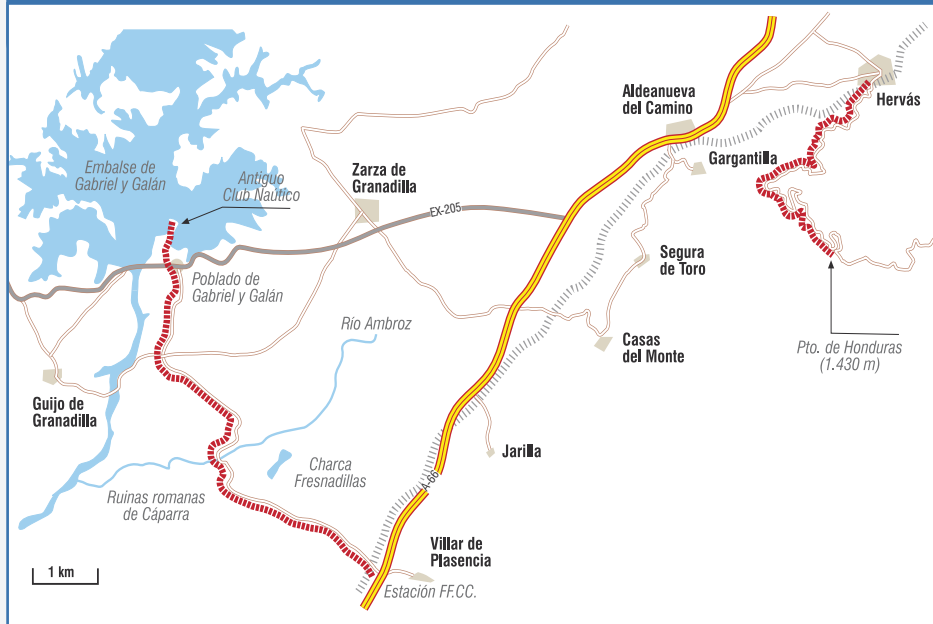 Aldeanueva
del Camino
Hervás
Embalse de
Gabriel y Galán
Antiguo
Club Naútico
Zarza de
Granadilla
Gargantilla
EX-205
Segura
de Toro
Poblado de
Gabriel y Galán
Río Ambroz
Casas
del Monte
Pto. de Honduras
(1.430 m)
Guijo de
Granadilla
Jarilla
Charca
Fresnadillas
A-66
Ruinas romanas
de Cáparra
Villar de
Plasencia
1 km
Estación FF.CC.